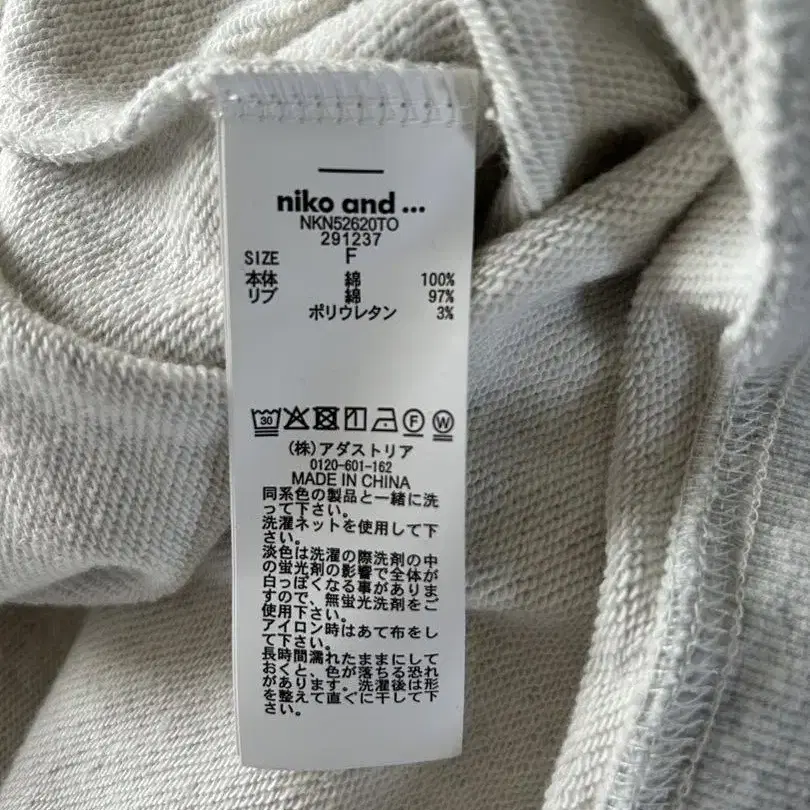 niko and ...
NKN52620TO
291237
SIZE F
本体 綿 100%
リブ 綿 97%
ポリウレタン 3%
30 F W
(株)アダストリア
0120-601-162
MADE IN CHINA
同系色の製品と一緒に洗
って下さい。
洗濯ネットを使用して下
さい。
淡色は洗濯の際洗剤の中
の蛍光剤の影響で全体が
白っぽくなる事がありま
すので、無蛍光洗剤をご
使用下さい。
アイロン時はあて布をし
て下さい。
長時間濡れたままにして
おくと、色が落ちる恐れ
があります。洗濯後は形
を整えて直ぐに干して下
さい。